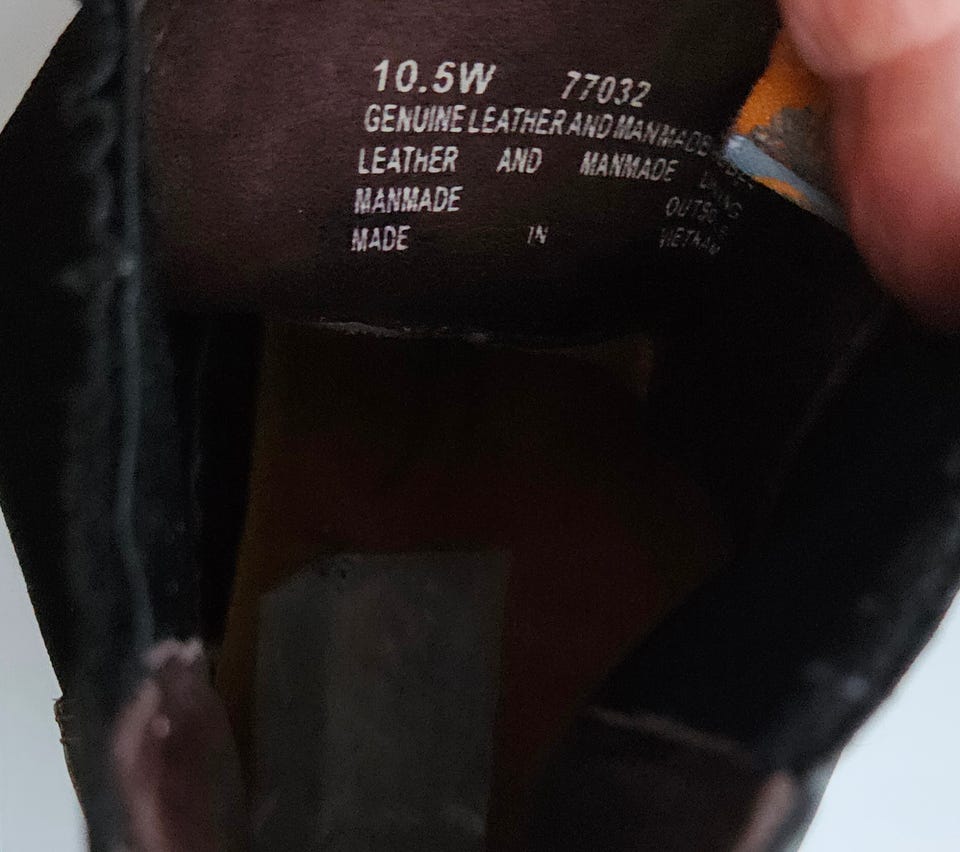 10.5W 77032
GENUINE LEATHER AND MANMADE
LEATHER AND MANMADE
MANMADE OUTSOLE
MADE IN VIETNAM